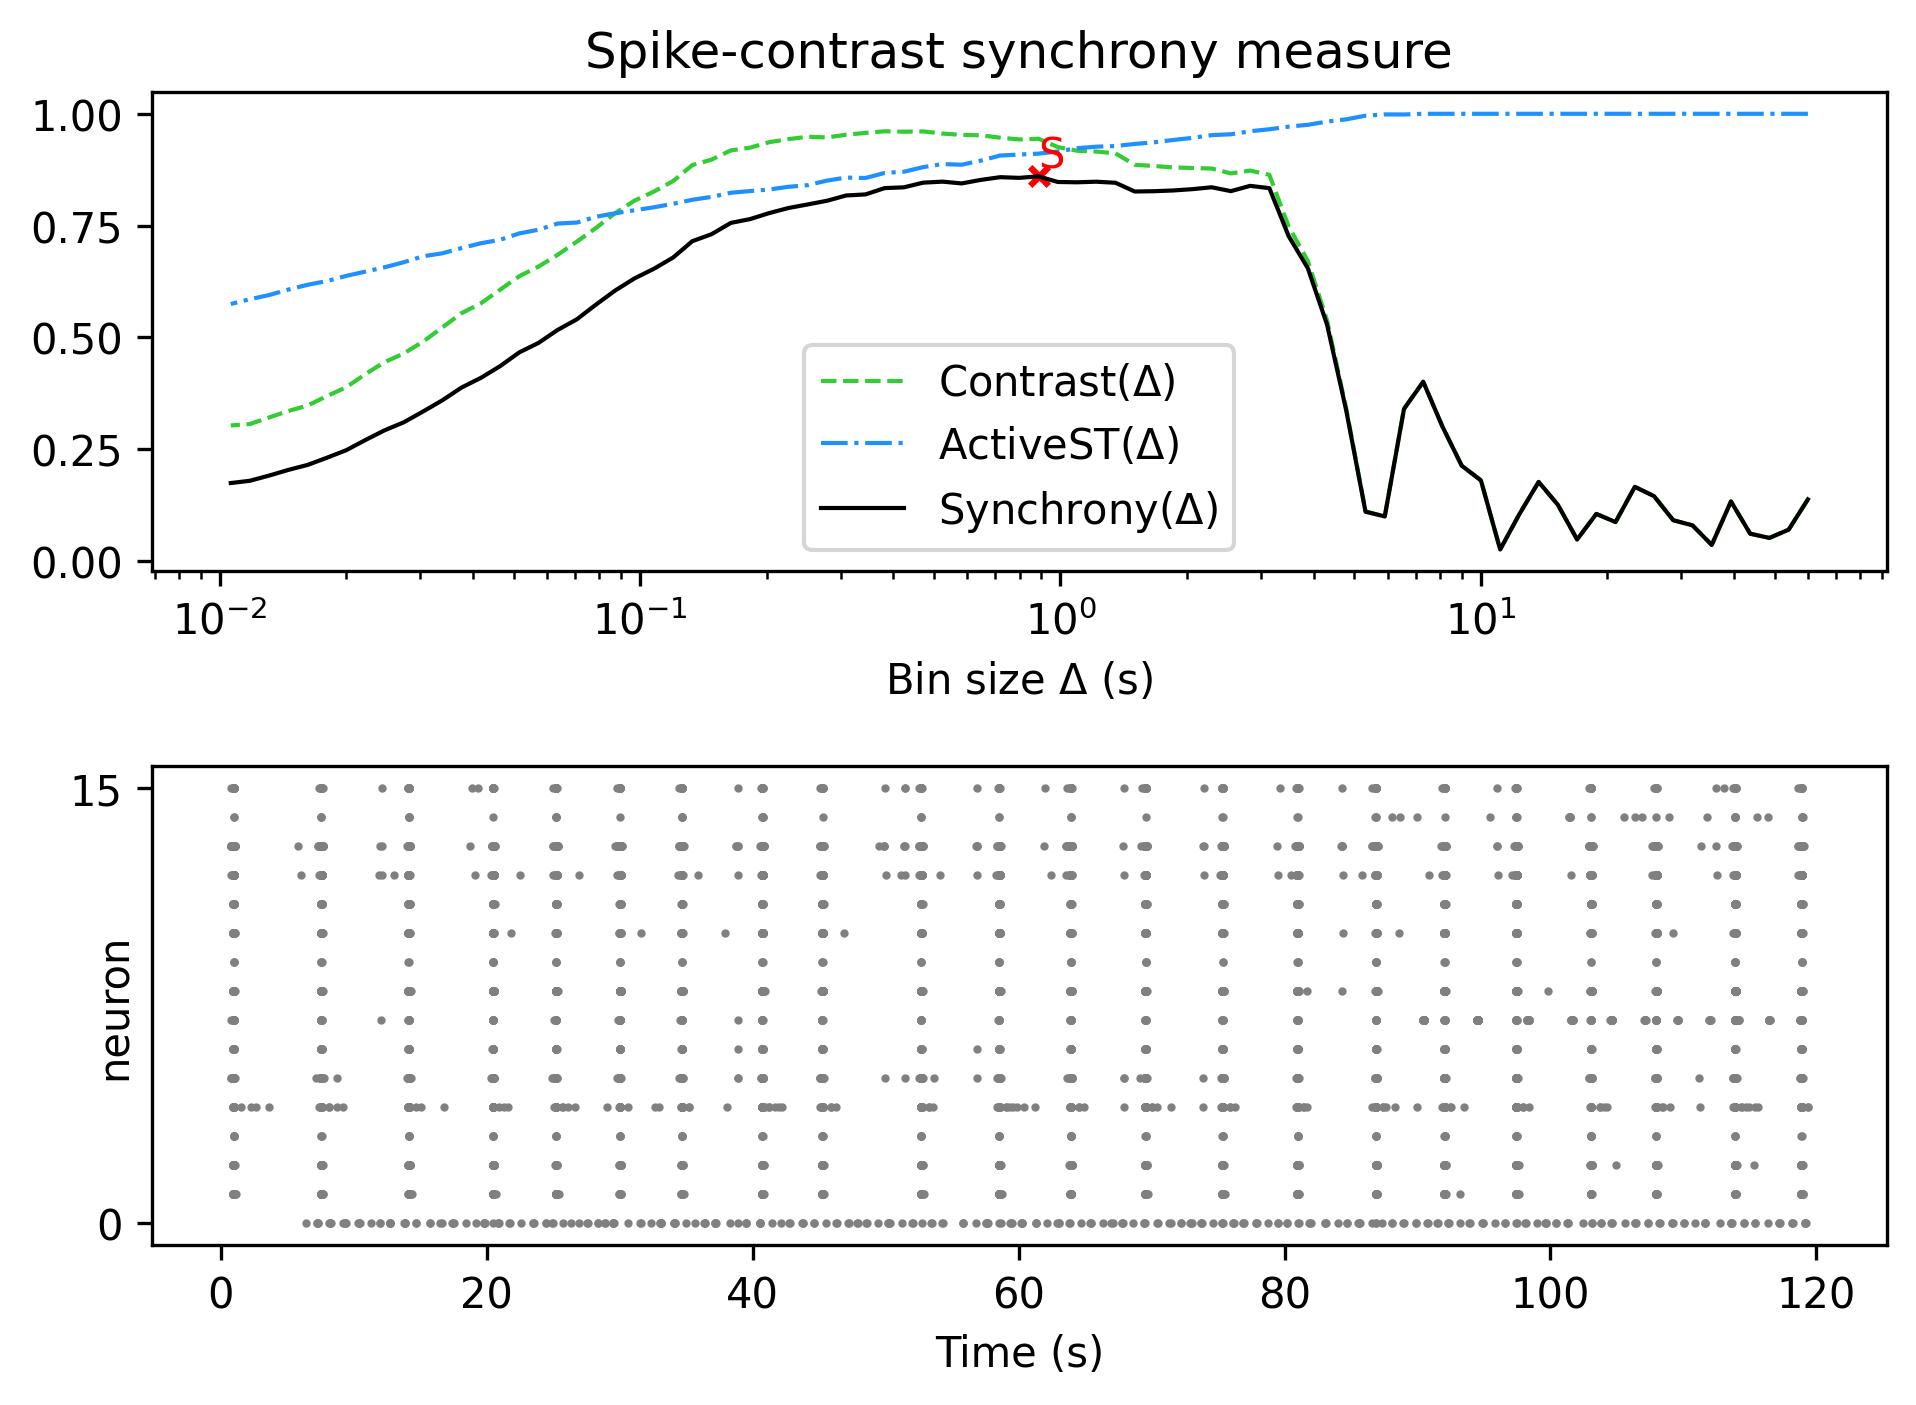 Spike-contrast synchrony measure
1.00
0.75
0.50
0.25
0.00
S
Contrast(Δ)
ActiveST(Δ)
Synchrony(Δ)
10⁻² 10⁻¹ 10⁰ 10¹
Bin size Δ (s)
15
0
neuron
0 20 40 60 80 100 120
Time (s)